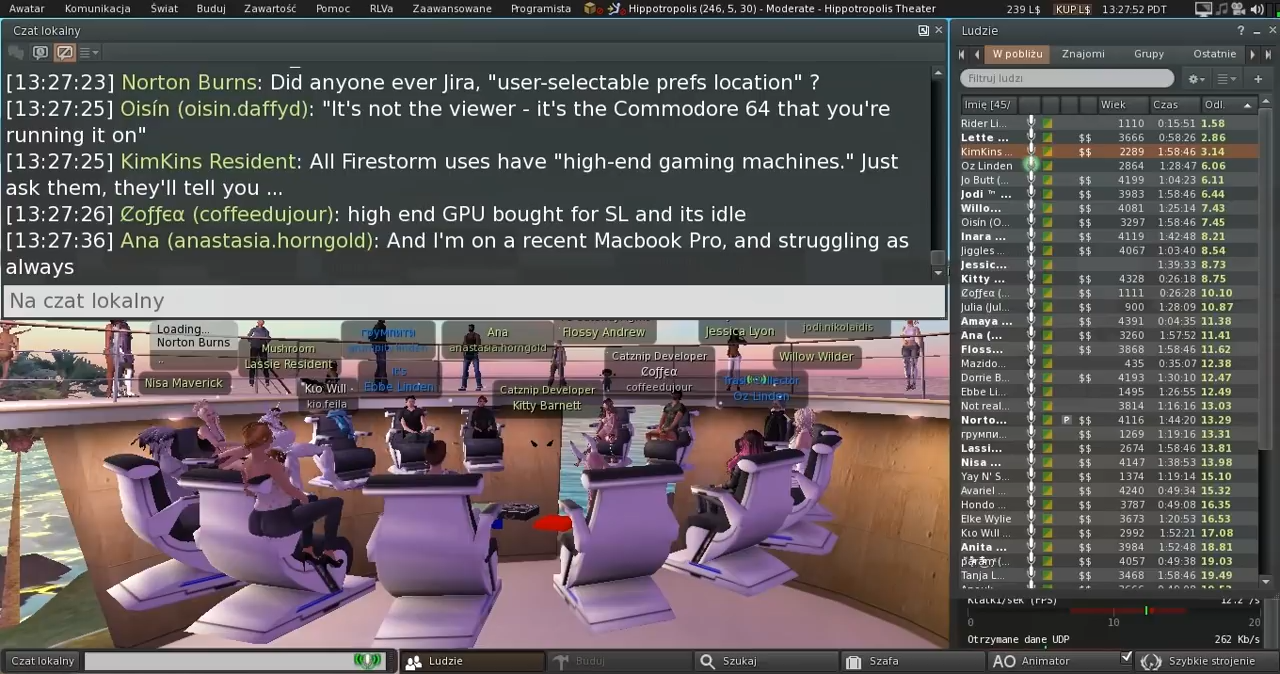 Awatar Komunikacja Świat Buduj Zawartość Pomoc RLVa Zaawansowane Programista Hippotropolis (246, 5, 30) - Moderate - Hippotropolis Theater 239 L$ KUP L$ 13:27:52 PDT
Czat lokalny
[13:27:23] Norton Burns: Did anyone ever Jira, "user-selectable prefs location" ?
[13:27:25] Oisín (oisin.daffyd): "It's not the viewer - it's the Commodore 64 that you're
running it on"
[13:27:25] KimKins Resident: All Firestorm uses have "high-end gaming machines." Just
ask them, they'll tell you ...
[13:27:26] Ȼoƒƒєα (coffeedujour): high end GPU bought for SL and its idle
[13:27:36] Ana (anastasia.horngold): And I'm on a recent Macbook Pro, and struggling as
always
Na czat lokalny
Loading...
Norton Burns
Nisa Maverick
Mushroom
Lassie Resident
Kιo Wιll
kio.feila
групмпи
It's
Ebbe Linden
Ana
anastasia.horngold
Catznip Developer
Kitty Barnett
Flossy Andrew
Catznip Developer
Ȼoƒƒєα
coffeedujour
Jessica Lyon
Oz Linden
jodi.nikolaidis
Willow Wilder
Ludzie
W pobliżu Znajomi Grupy Ostatnie
Filtruj ludzi
Imię [45/ Wiek Czas Odl.
Rider Li... 1110 0:15:51 1.58
Lette ... $$ 3666 0:58:26 2.86
KimKins ... $$ 2289 1:58:46 3.14
Oz Linden 2864 1:28:47 6.06
Jo Butt (... $$ 4199 1:04:23 6.11
Jodi ™ ... $$ 3983 1:58:46 6.44
Willo... $$ 4081 1:25:14 7.43
Oisín (O... $$ 3297 1:58:46 7.45
Inara ... $$ 4119 1:42:48 8.21
Jiggles ... $$ 4067 1:03:40 8.54
Jessic... 1:39:33 8.73
Kitty ... $$ 4328 0:26:18 8.75
Ȼoƒƒєα (... $$ 1111 0:26:28 10.10
Julia (Jul... $$ 900 1:28:09 10.87
Amaya ... $$ 4391 0:04:35 11.38
Ana (... $$ 3260 1:57:52 11.41
Floss... $$ 3868 1:58:46 11.62
Mazido... 435 0:35:07 12.38
Dorrie B... $$ 4193 1:30:10 12.47
Ebbe Li... 1495 1:26:55 12.49
Not real... 3814 1:16:16 13.03
Norto... P $$ 4116 1:44:20 13.29
групмпи... $$ 1269 1:19:16 13.31
Lassi... $$ 2674 1:58:46 13.81
Nisa ... $$ 4147 1:38:53 13.98
Yay N' S... $$ 1374 1:19:14 15.10
Avariel ... $$ 4240 0:49:34 15.32
Hondo ... $$ 3787 0:49:08 16.35
Elke Wylie $$ 3673 1:20:53 16.53
Kιo Wιll ... $$ 2992 1:52:21 17.08
Anita ... $$ 3984 1:52:48 18.81
$$ 4057 0:49:38 19.03
Tanja L... $$ 3468 1:58:46 19.49
Klatki/sek (FPS) 12.2 /s
0 10 20
Otrzymane dane UDP 262 Kb/s
Czat lokalny Ludzie Buduj Szukaj Szafa AO Animator Szybkie strojenie